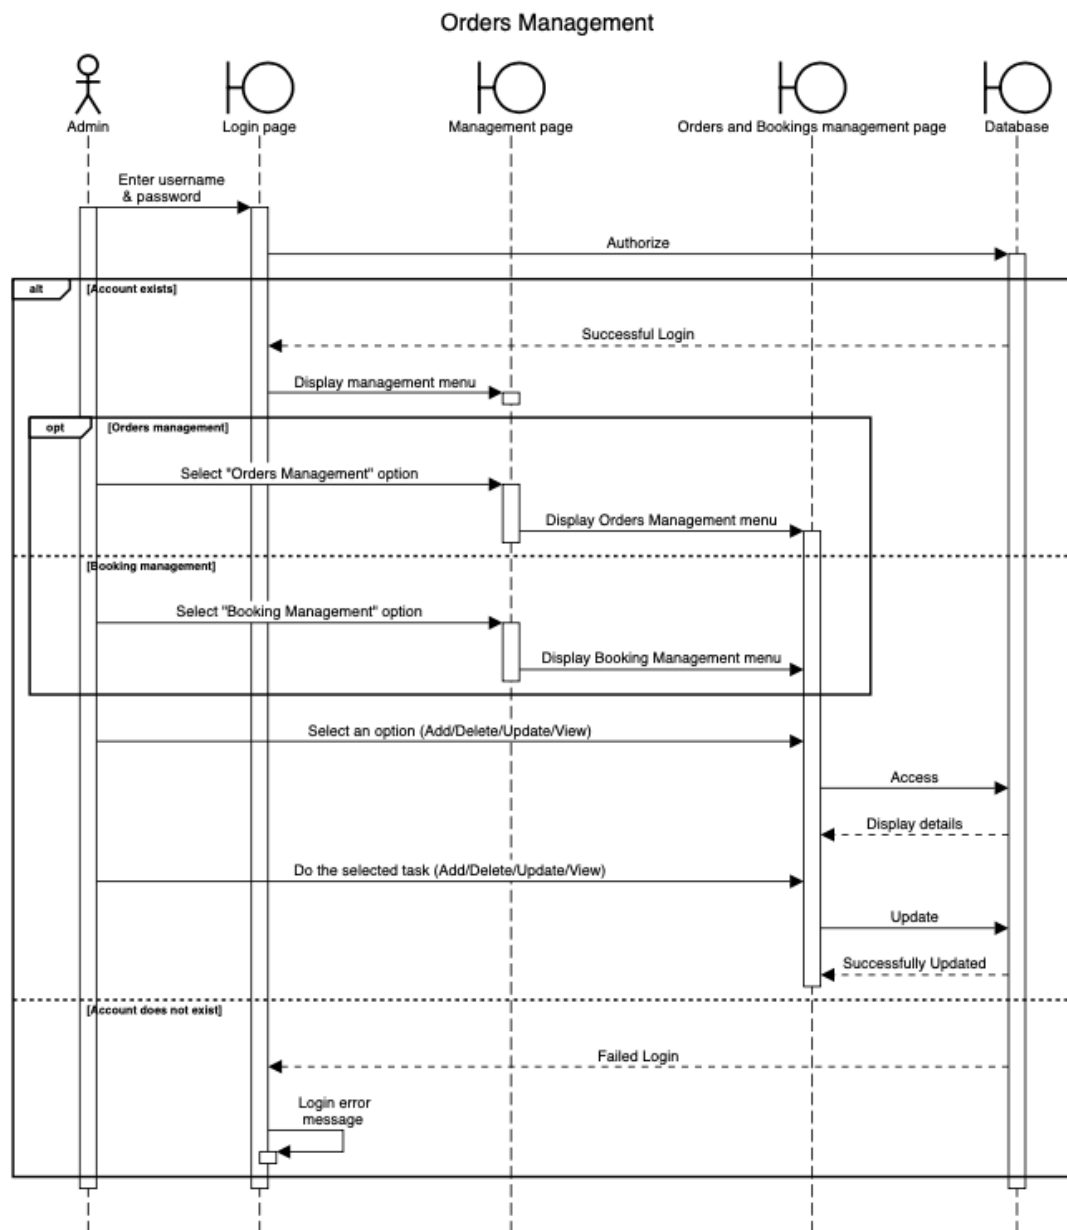 Orders Management
Admin
Login page
Management page
Orders and Bookings management page
Database
Enter username
& password
Authorize
alt
[Account exists]
Successful Login
Display management menu
opt
[Orders management]
Select "Orders Management" option
Display Orders Management menu
[Booking management]
Select "Booking Management" option
Display Booking Management menu
Select an option (Add/Delete/Update/View)
Access
Display details
Do the selected task (Add/Delete/Update/View)
Update
Successfully Updated
[Account does not exist]
Failed Login
Login error
message